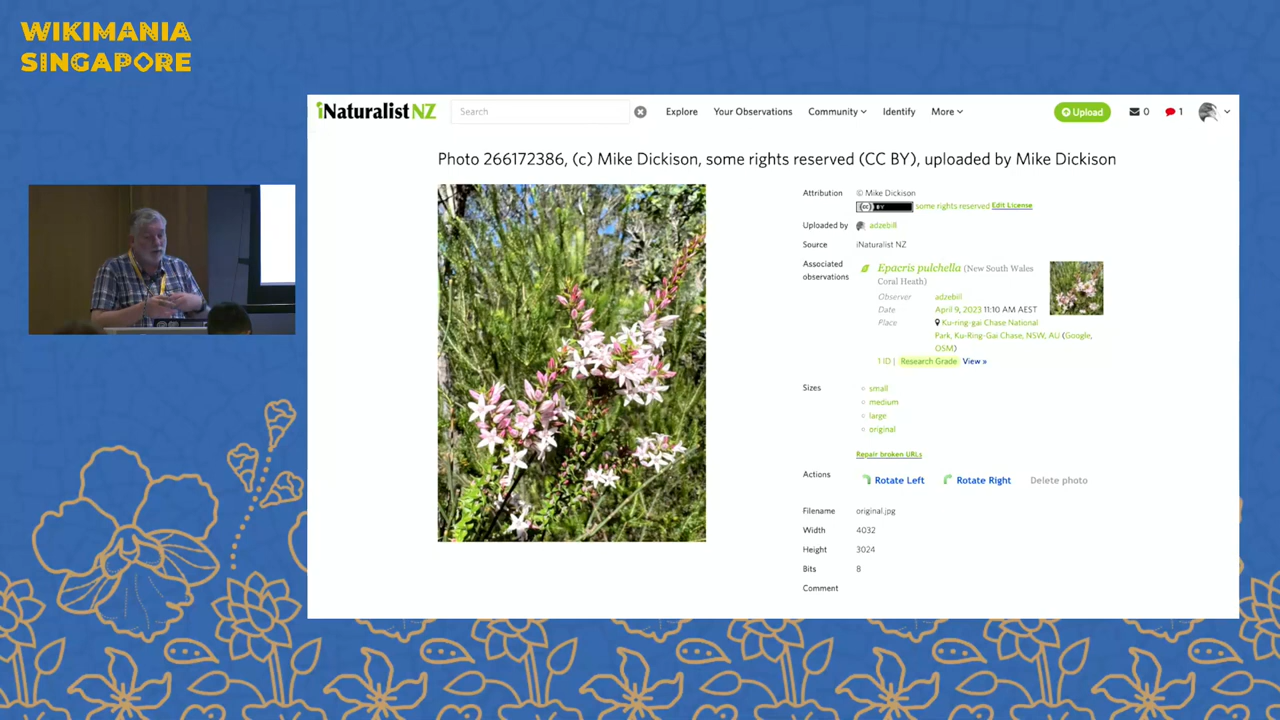 WIKIMANIA
SINGAPORE
iNaturalist NZ
Search
Explore
Your Observations
Community
Identify
More
Upload
0
1
Photo 266172386, (c) Mike Dickison, some rights reserved (CC BY), uploaded by Mike Dickison
Attribution
© Mike Dickison
(cc) BY some rights reserved Edit License
Uploaded by
adzebill
Source
iNaturalist NZ
Associated observations
Epacris pulchella (New South Wales
Coral Heath)
Observer adzebill
Date April 9, 2023 11:10 AM AEST
Place Ku-ring-gai Chase National
Park, Ku-Ring-Gai Chase, NSW, AU (Google,
OSM)
1 ID | Research Grade View »
Sizes
small
medium
large
original
Repair broken URLs
Actions
Rotate Left
Rotate Right
Delete photo
Filename original.jpg
Width 4032
Height 3024
Bits 8
Comment